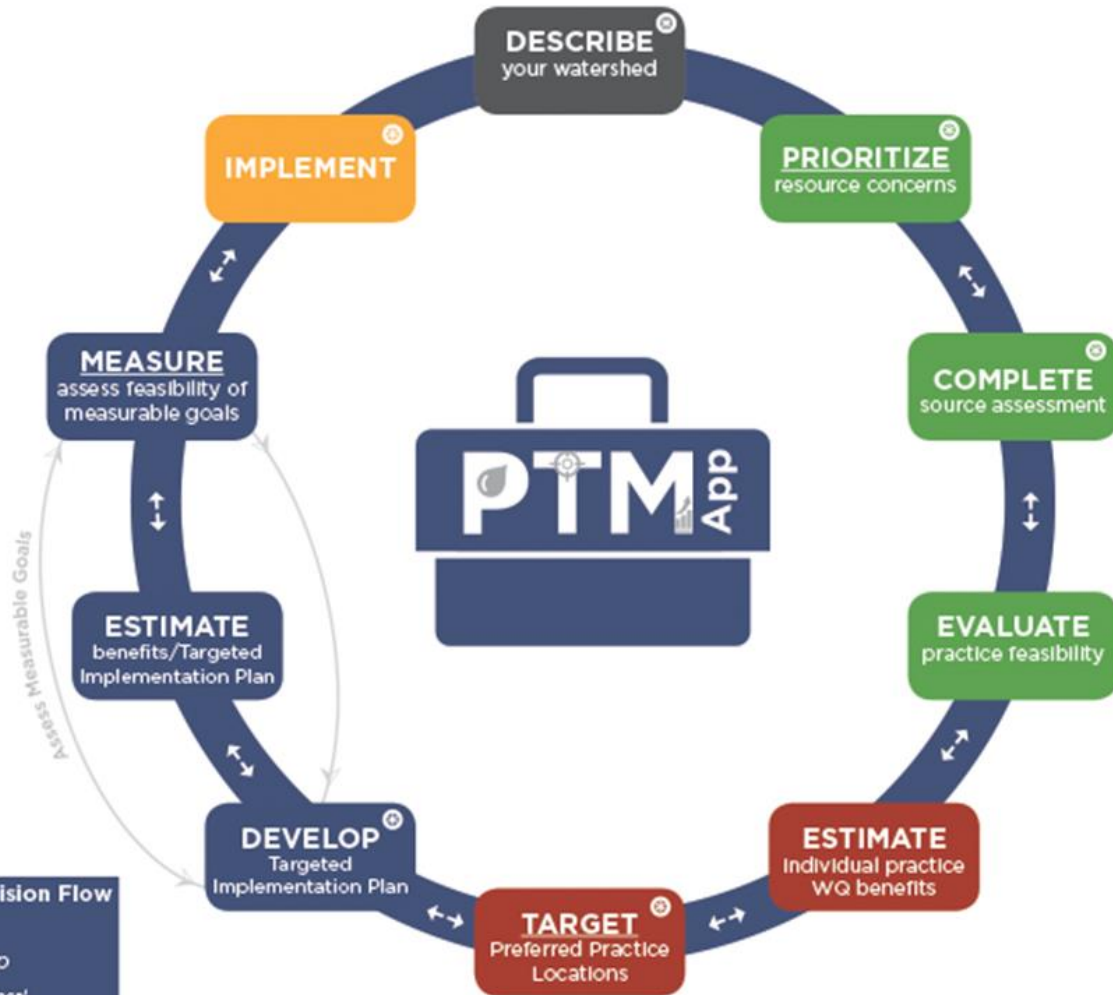 DESCRIBE
your watershed
PRIORITIZE
resource concerns
COMPLETE
source assessment
EVALUATE
practice feasibility
ESTIMATE
individual practice
WQ benefits
TARGET
Preferred Practice
Locations
DEVELOP
Targeted
Implementation Plan
ESTIMATE
benefits/Targeted
Implementation Plan
MEASURE
assess feasibility of
measurable goals
IMPLEMENT
Assess Measurable Goals
PTM
App
Flow